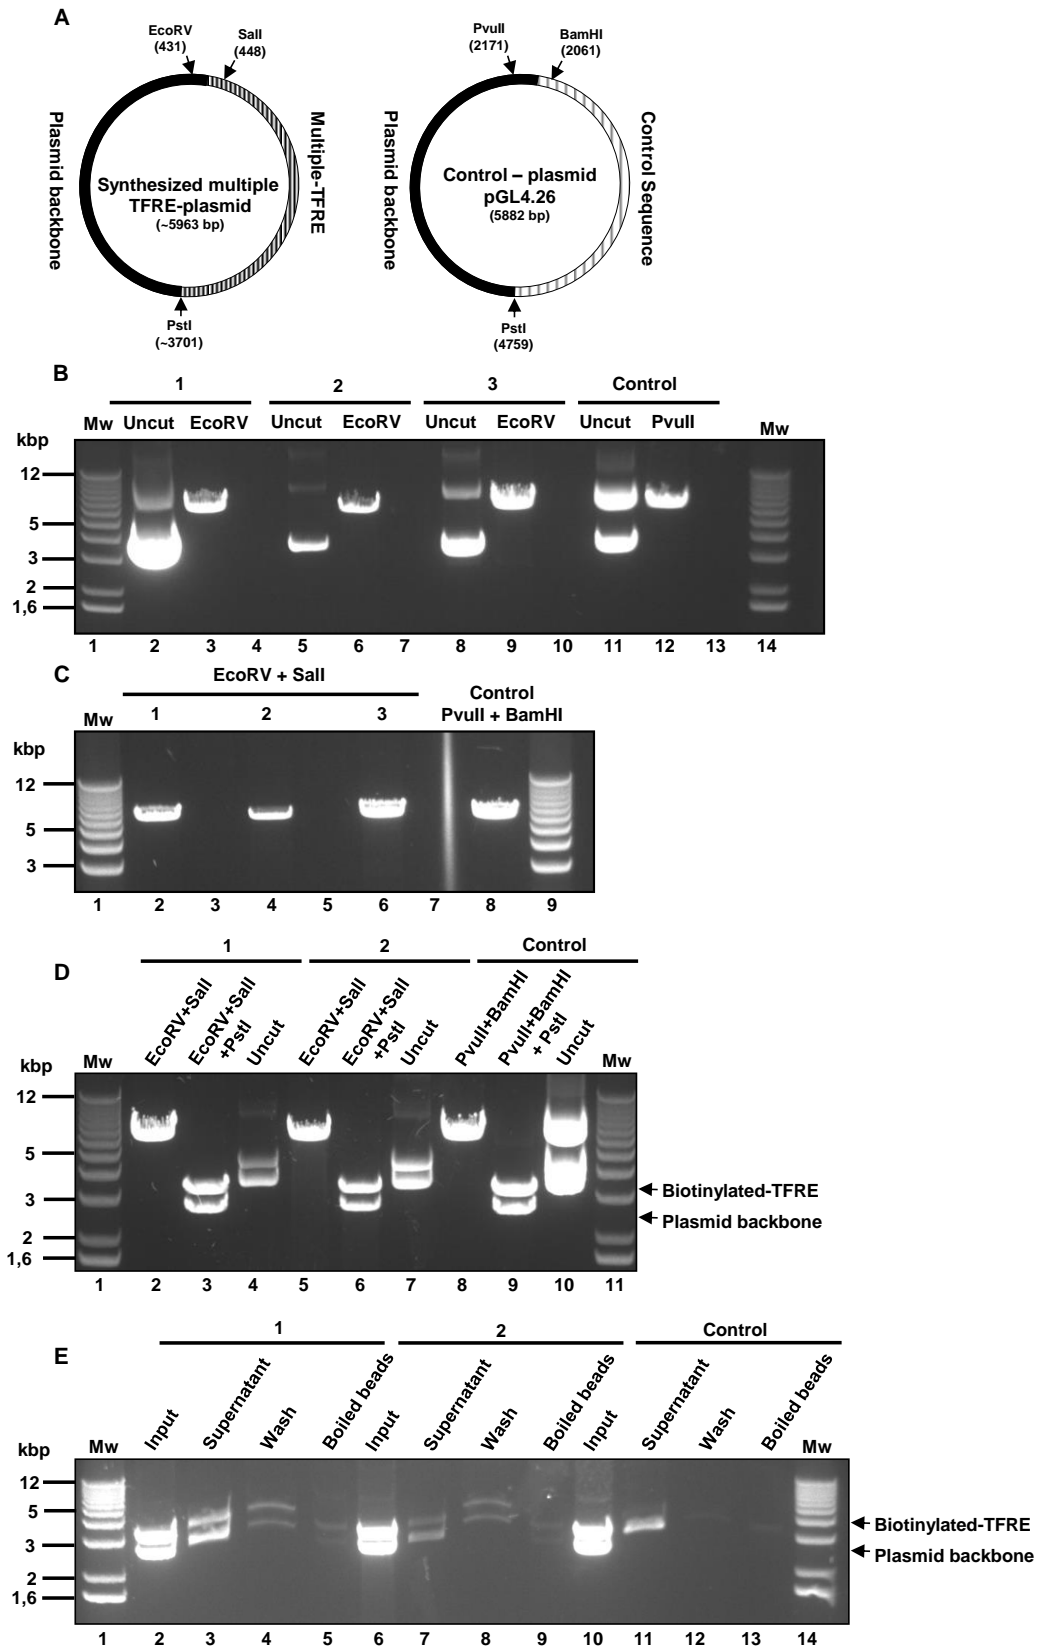 A
EcoRV
(431)
SalI
(448)
PvuII
(2171)
BamHI
(2061)
Plasmid backbone
Synthesized multiple
TFRE-plasmid
(~5963 bp)
Multiple-TFRE
Plasmid backbone
Control – plasmid
pGL4.26
(5882 bp)
Control Sequence
PstI
(~3701)
PstI
(4759)
B
1 2 3 Control
Mw Uncut EcoRV Uncut EcoRV Uncut EcoRV Uncut PvuII Mw
kbp
12
5
3
2
1,6
1 2 3 4 5 6 7 8 9 10 11 12 13 14
C
EcoRV + SalI
Control
Mw 1 2 3 PvuII + BamHI
kbp
12
5
3
1 2 3 4 5 6 7 8 9
D
1 2 Control
EcoRV+SalI
EcoRV+SalI
+PstI
Uncut
EcoRV+SalI
EcoRV+SalI
+PstI
Uncut
PvuII+BamHI
PvuII+BamHI
+ PstI
Uncut
kbp Mw Mw
12
5
3
2
1,6
Biotinylated-TFRE
Plasmid backbone
1 2 3 4 5 6 7 8 9 10 11
E
1 2 Control
Input
Supernatant
Wash
Boiled beads
Input
Supernatant
Wash
Boiled beads
Input
Supernatant
Wash
Boiled beads
kbp Mw Mw
12
5
3
2
1,6
Biotinylated-TFRE
Plasmid backbone
1 2 3 4 5 6 7 8 9 10 11 12 13 14